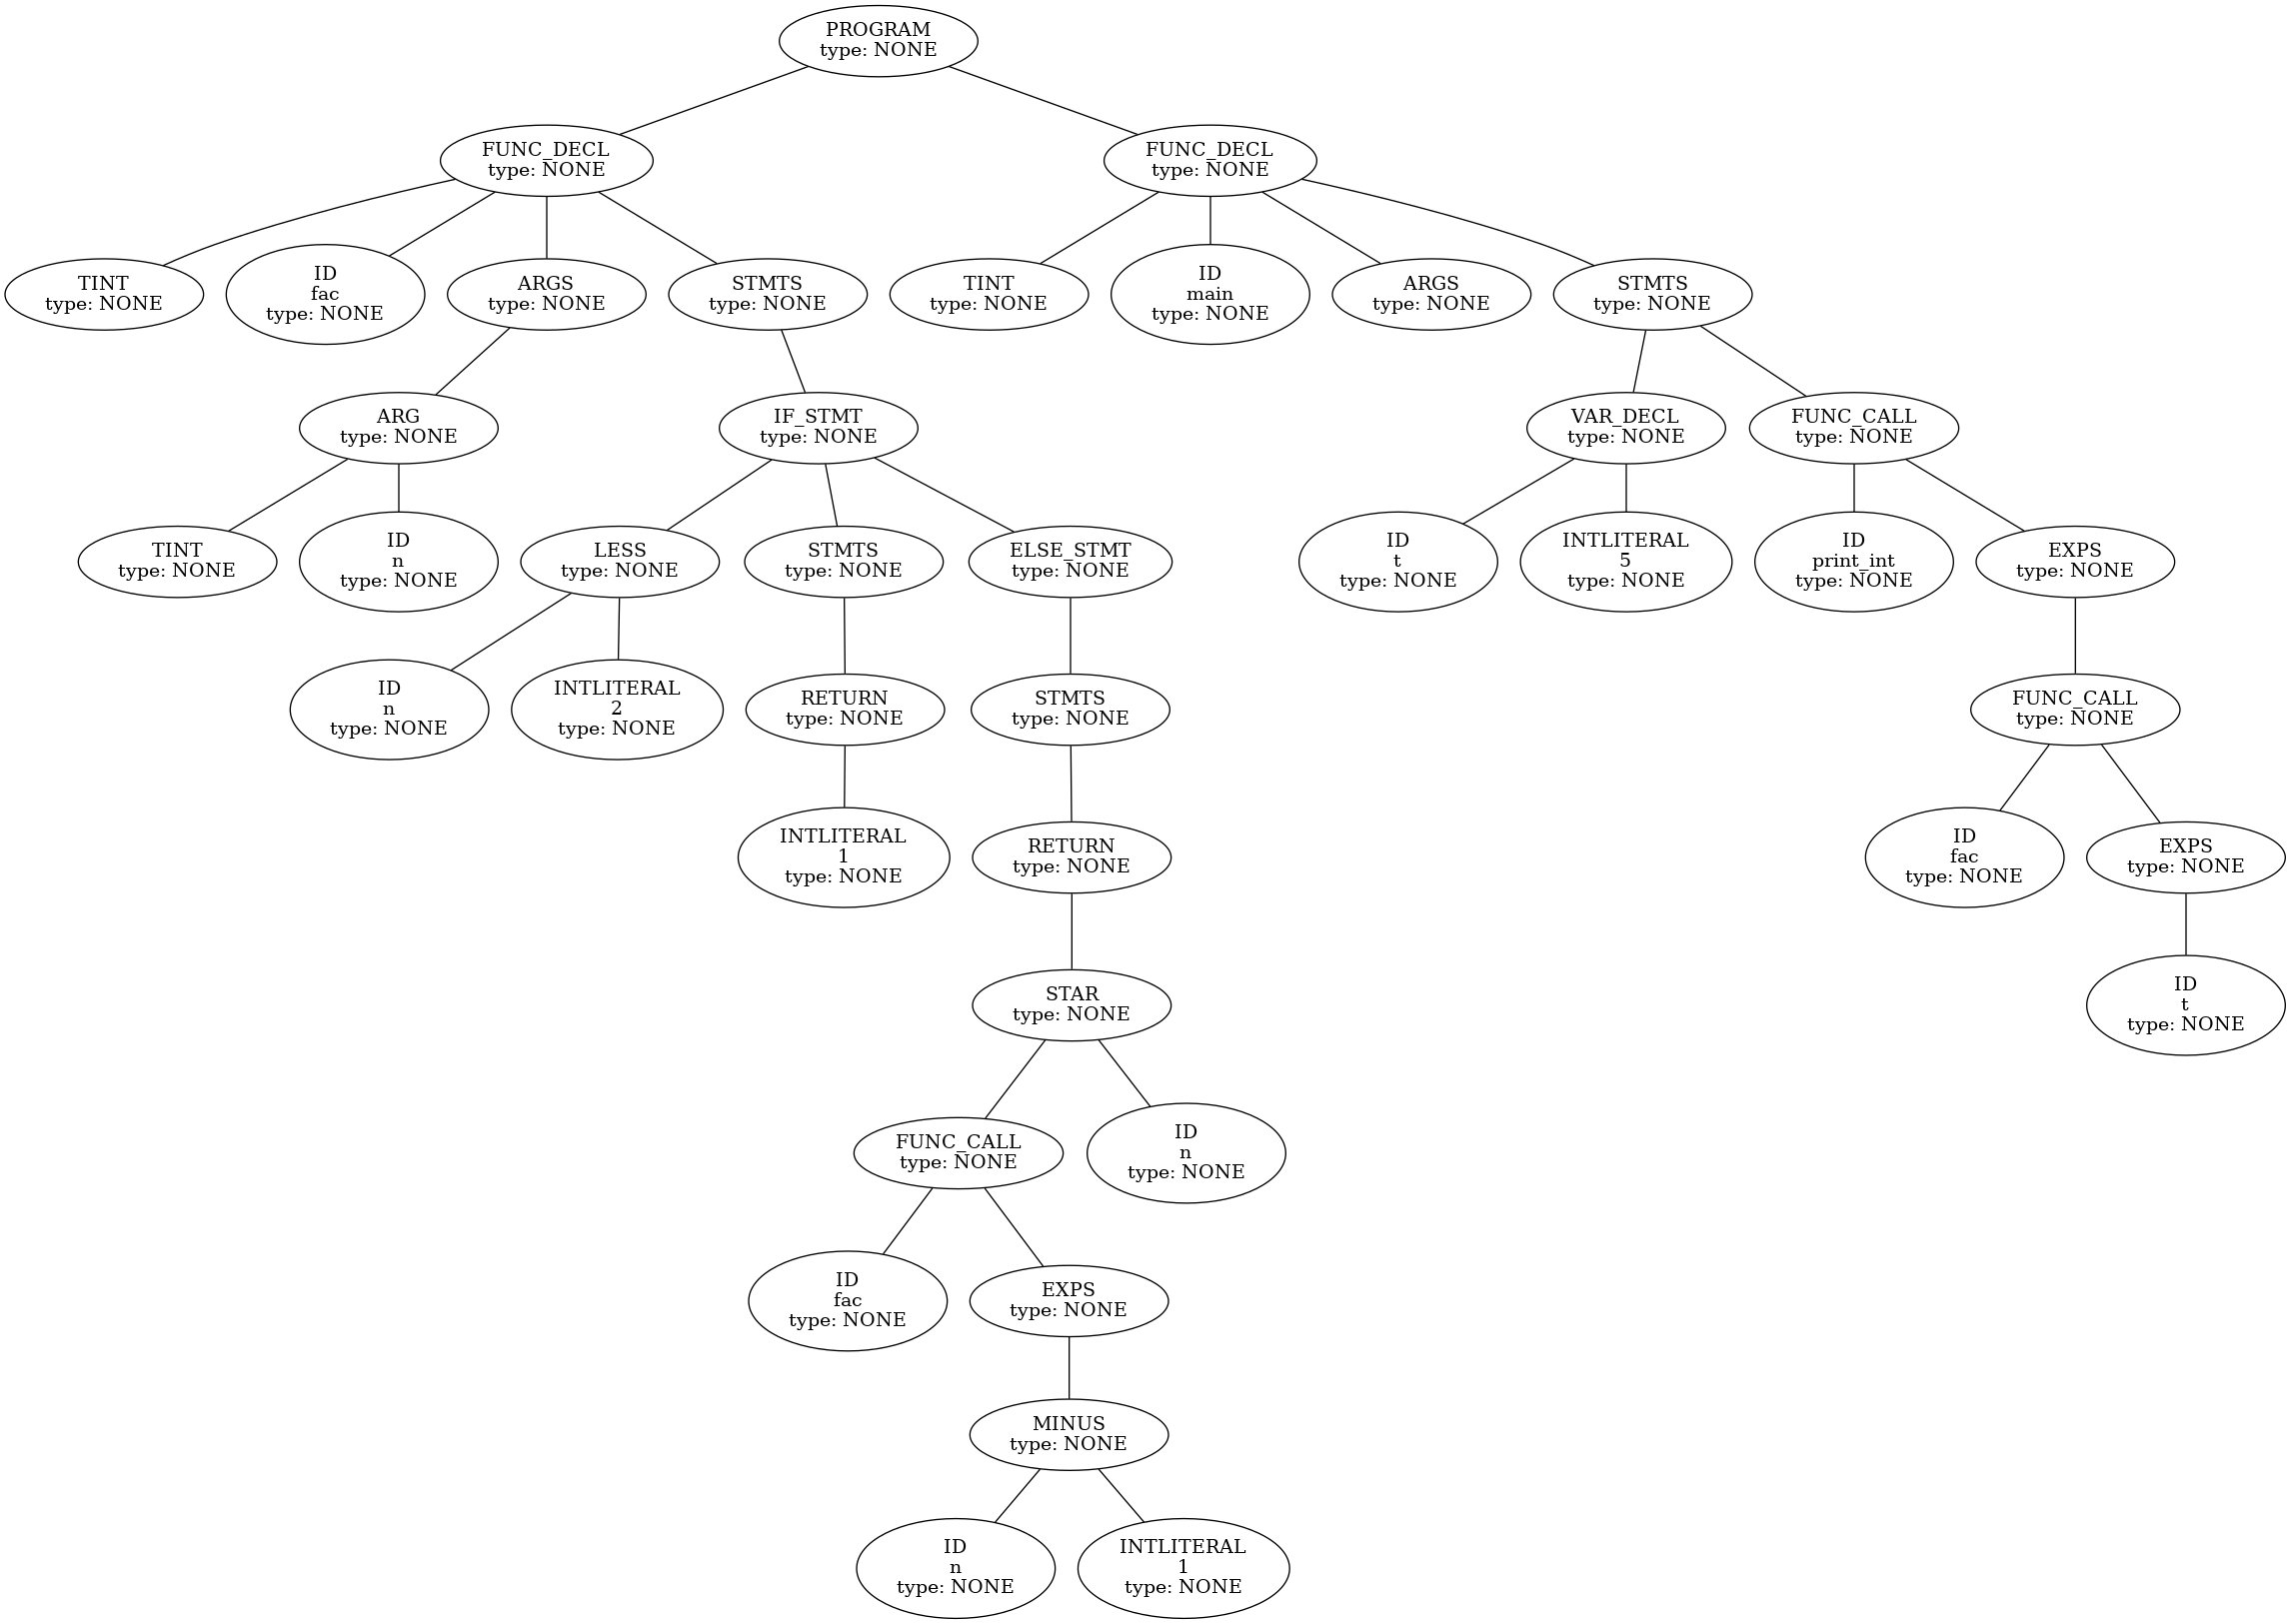 PROGRAM
type: NONE
FUNC_DECL
type: NONE
FUNC_DECL
type: NONE
TINT
type: NONE
ID
fac
type: NONE
ARGS
type: NONE
STMTS
type: NONE
TINT
type: NONE
ID
main
type: NONE
ARGS
type: NONE
STMTS
type: NONE
ARG
type: NONE
IF_STMT
type: NONE
VAR_DECL
type: NONE
FUNC_CALL
type: NONE
TINT
type: NONE
ID
n
type: NONE
LESS
type: NONE
STMTS
type: NONE
ELSE_STMT
type: NONE
ID
t
type: NONE
INTLITERAL
5
type: NONE
ID
print_int
type: NONE
EXPS
type: NONE
ID
n
type: NONE
INTLITERAL
2
type: NONE
RETURN
type: NONE
STMTS
type: NONE
FUNC_CALL
type: NONE
INTLITERAL
1
type: NONE
RETURN
type: NONE
ID
fac
type: NONE
EXPS
type: NONE
STAR
type: NONE
ID
t
type: NONE
FUNC_CALL
type: NONE
ID
n
type: NONE
ID
fac
type: NONE
EXPS
type: NONE
MINUS
type: NONE
ID
n
type: NONE
INTLITERAL
1
type: NONE